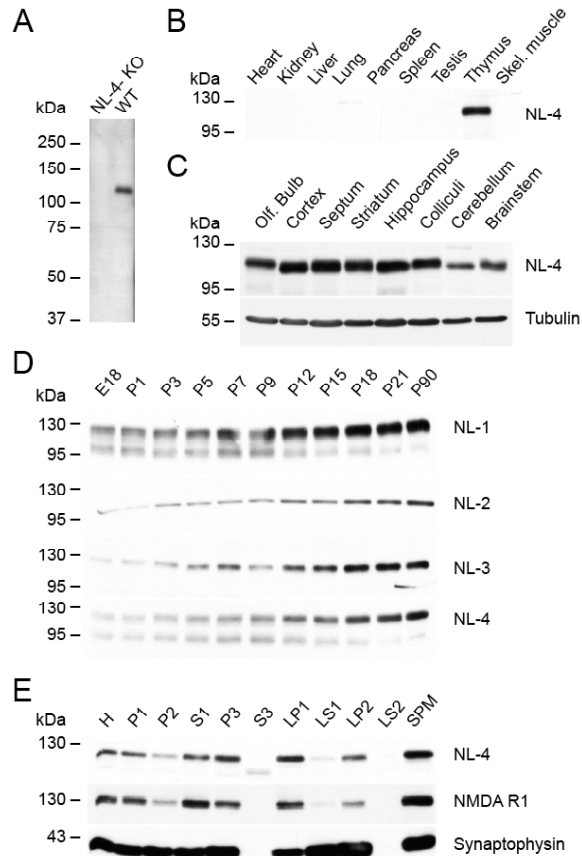 A
kDa
NL-4- KO
WT
250
150
100
75
50
37
B
kDa
Heart
Kidney
Liver
Lung
Pancreas
Spleen
Testis
Thymus
Skel. muscle
130
95
NL-4
C
kDa
Olf. Bulb
Cortex
Septum
Striatum
Hippocampus
Colliculi
Cerebellum
Brainstem
130
95
NL-4
55
Tubulin
D
kDa
E18 P1 P3 P5 P7 P9 P12 P15 P18 P21 P90
130
95
NL-1
130
95
NL-2
130
95
NL-3
130
95
NL-4
E
kDa
H P1 P2 S1 P3 S3 LP1 LS1 LP2 LS2 SPM
130
NL-4
130
NMDA R1
43
Synaptophysin